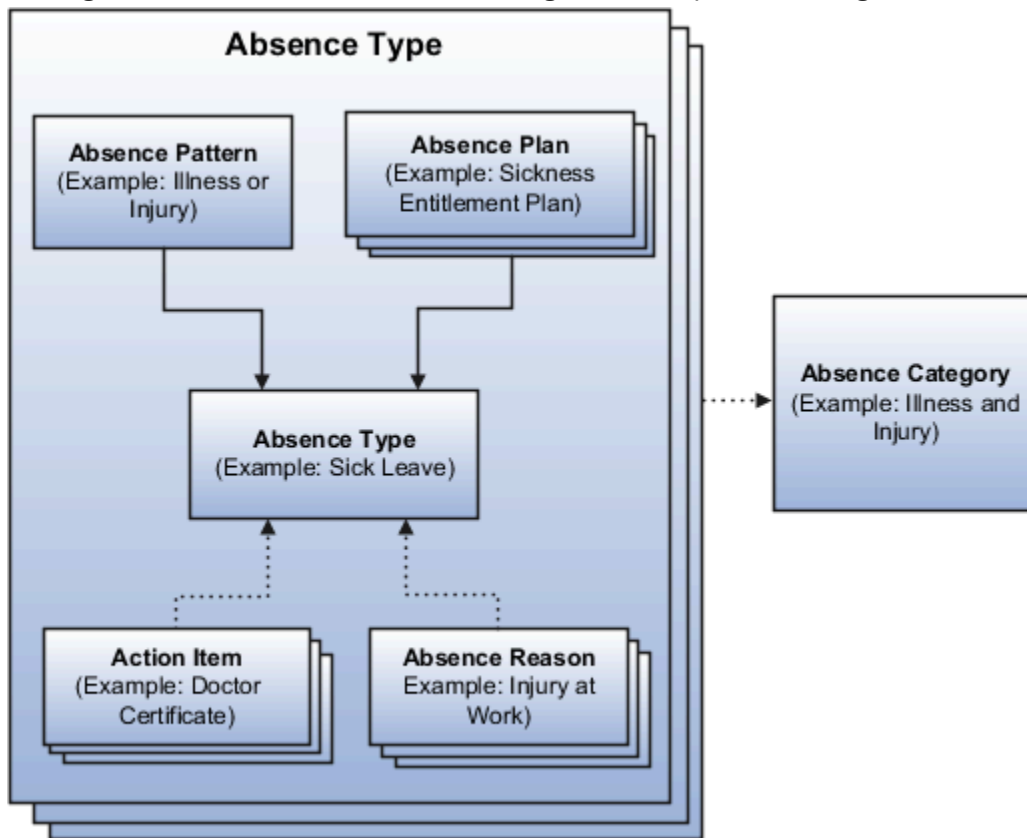 Absence Type
Absence Pattern
(Example: Illness or
Injury)
Absence Plan
(Example: Sickness
Entitlement Plan)
Absence Category
(Example: Illness and
Injury)
Absence Type
(Example: Sick Leave)
Action Item
(Example: Doctor
Certificate)
Absence Reason
Example: Injury at
Work)